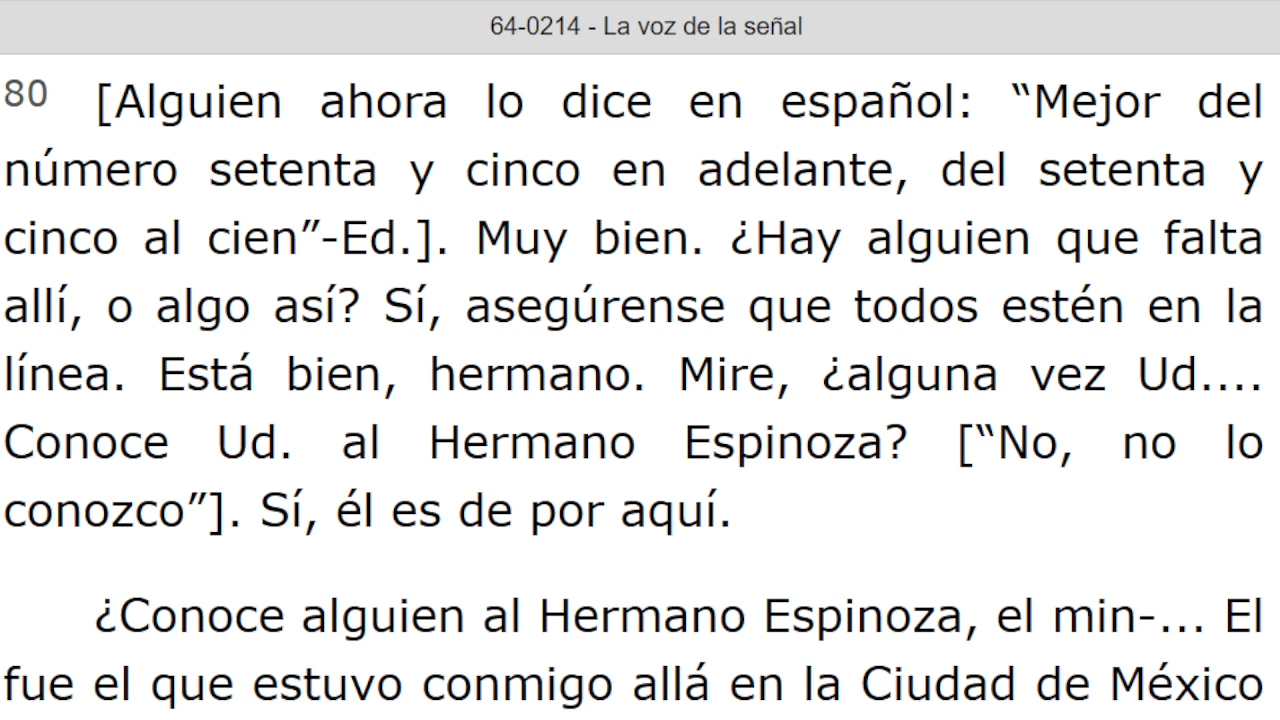 64-0214 - La voz de la señal
80 [Alguien ahora lo dice en español: “Mejor del
número setenta y cinco en adelante, del setenta y
cinco al cien”-Ed.]. Muy bien. ¿Hay alguien que falta
allí, o algo así? Sí, asegúrense que todos estén en la
línea. Está bien, hermano. Mire, ¿alguna vez Ud....
Conoce Ud. al Hermano Espinoza? [“No, no lo
conozco”]. Sí, él es de por aquí.
¿Conoce alguien al Hermano Espinoza, el min-... El
fue el que estuvo conmigo allá en la Ciudad de México